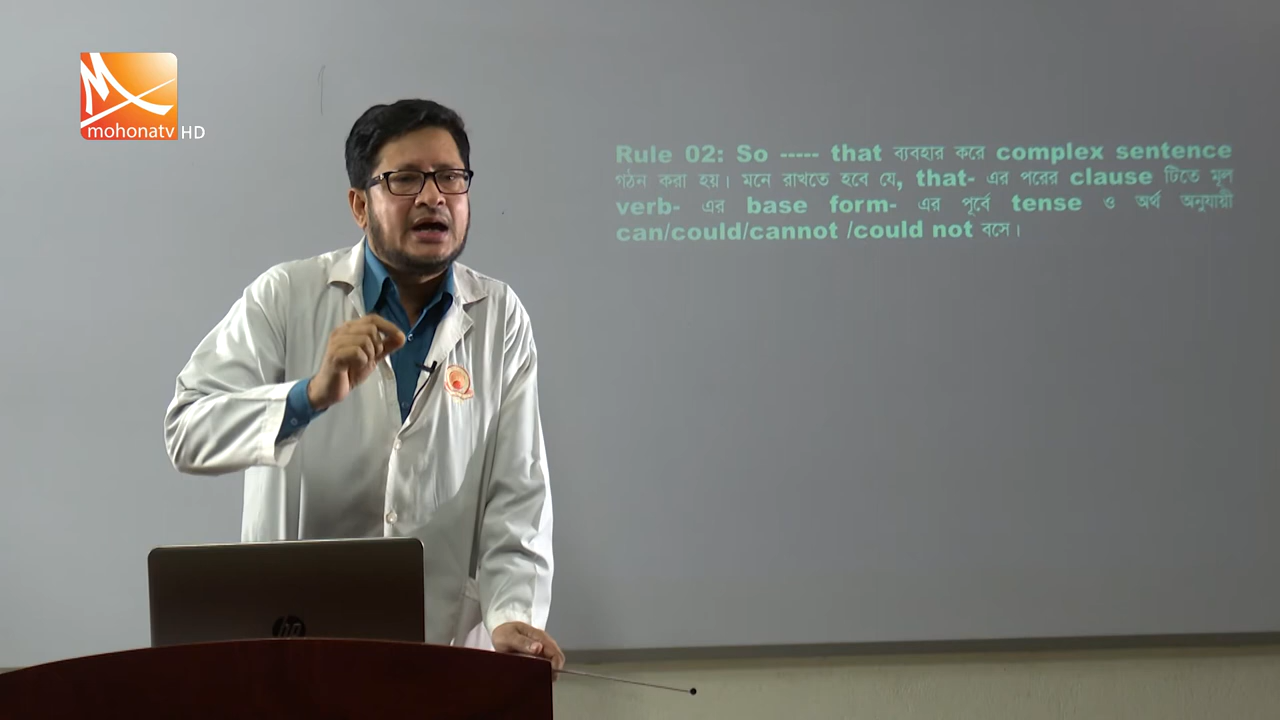 mohonatv HD
Rule 02: So ----- that ব্যবহার করে complex sentence
গঠন করা হয়। মনে রাখতে হবে যে, that- এর পরের clause টিতে মূল
verb- এর base form- এর পূর্বে tense ও অর্থ অনুযায়ী
can/could/cannot /could not বসে।
hp